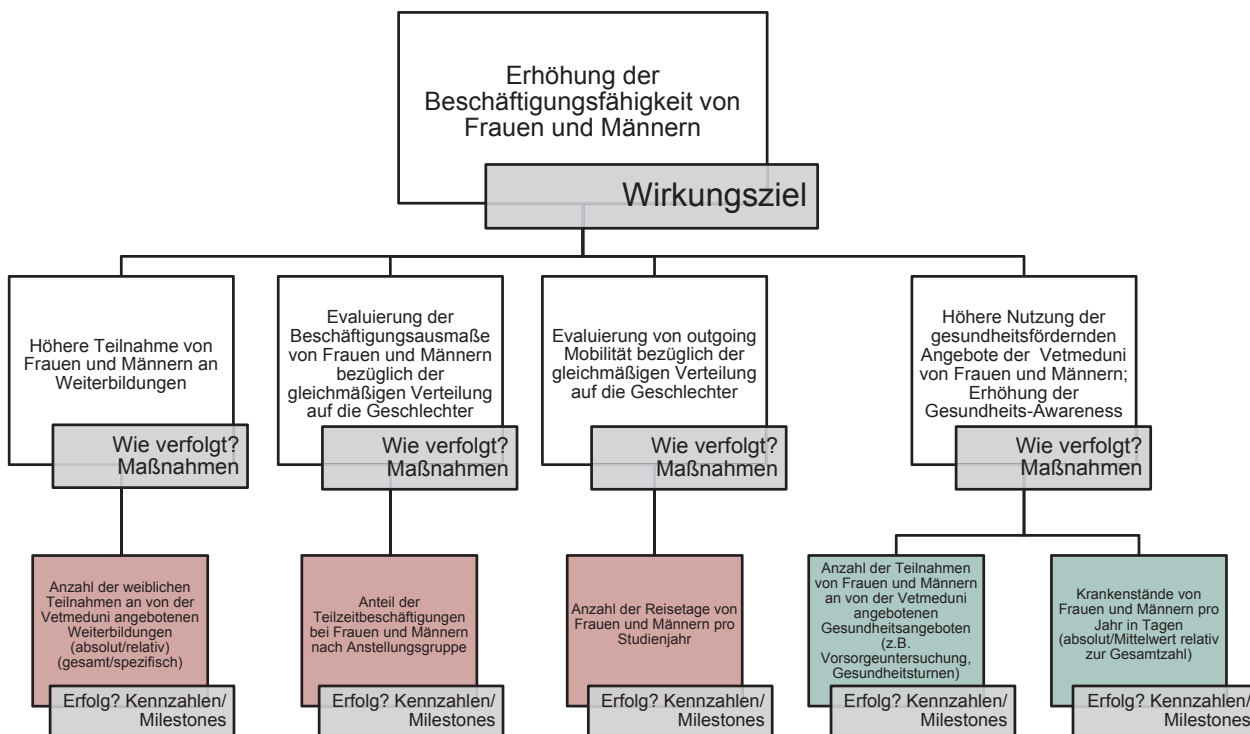 Erhöhung der
Beschäftigungsfähigkeit von
Frauen und Männern
Wirkungsziel
Höhere Teilnahme von
Frauen und Männern an
Weiterbildungen
Wie verfolgt?
Maßnahmen
Evaluierung der
Beschäftigungsausmaße
von Frauen und Männern
bezüglich der
gleichmäßigen Verteilung
auf die Geschlechter
Wie verfolgt?
Maßnahmen
Evaluierung von outgoing
Mobilität bezüglich der
gleichmäßigen Verteilung
auf die Geschlechter
Wie verfolgt?
Maßnahmen
Höhere Nutzung der
gesundheitsfördernden
Angebote der Vetmeduni
von Frauen und Männern;
Erhöhung der
Gesundheits-Awareness
Wie verfolgt?
Maßnahmen
Anzahl der weiblichen
Teilnahmen an von der
Vetmeduni angebotenen
Weiterbildungen
(absolut/relativ)
(gesamt/spezifisch)
Erfolg? Kennzahlen/
Milestones
Anteil der
Teilzeitbeschäftigungen
bei Frauen und Männern
nach Anstellungsgruppe
Erfolg? Kennzahlen/
Milestones
Anzahl der Reisetage von
Frauen und Männern pro
Studienjahr
Erfolg? Kennzahlen/
Milestones
Anzahl der Teilnahmen
von Frauen und Männern
an von der Vetmeduni
angebotenen
Gesundheitsangeboten
(z.B.
Vorsorgeuntersuchung,
Gesundheitsturnen)
Erfolg? Kennzahlen/
Milestones
Krankenstände von
Frauen und Männern pro
Jahr in Tagen
(absolut/Mittelwert relativ
zur Gesamtzahl)
Erfolg? Kennzahlen/
Milestones